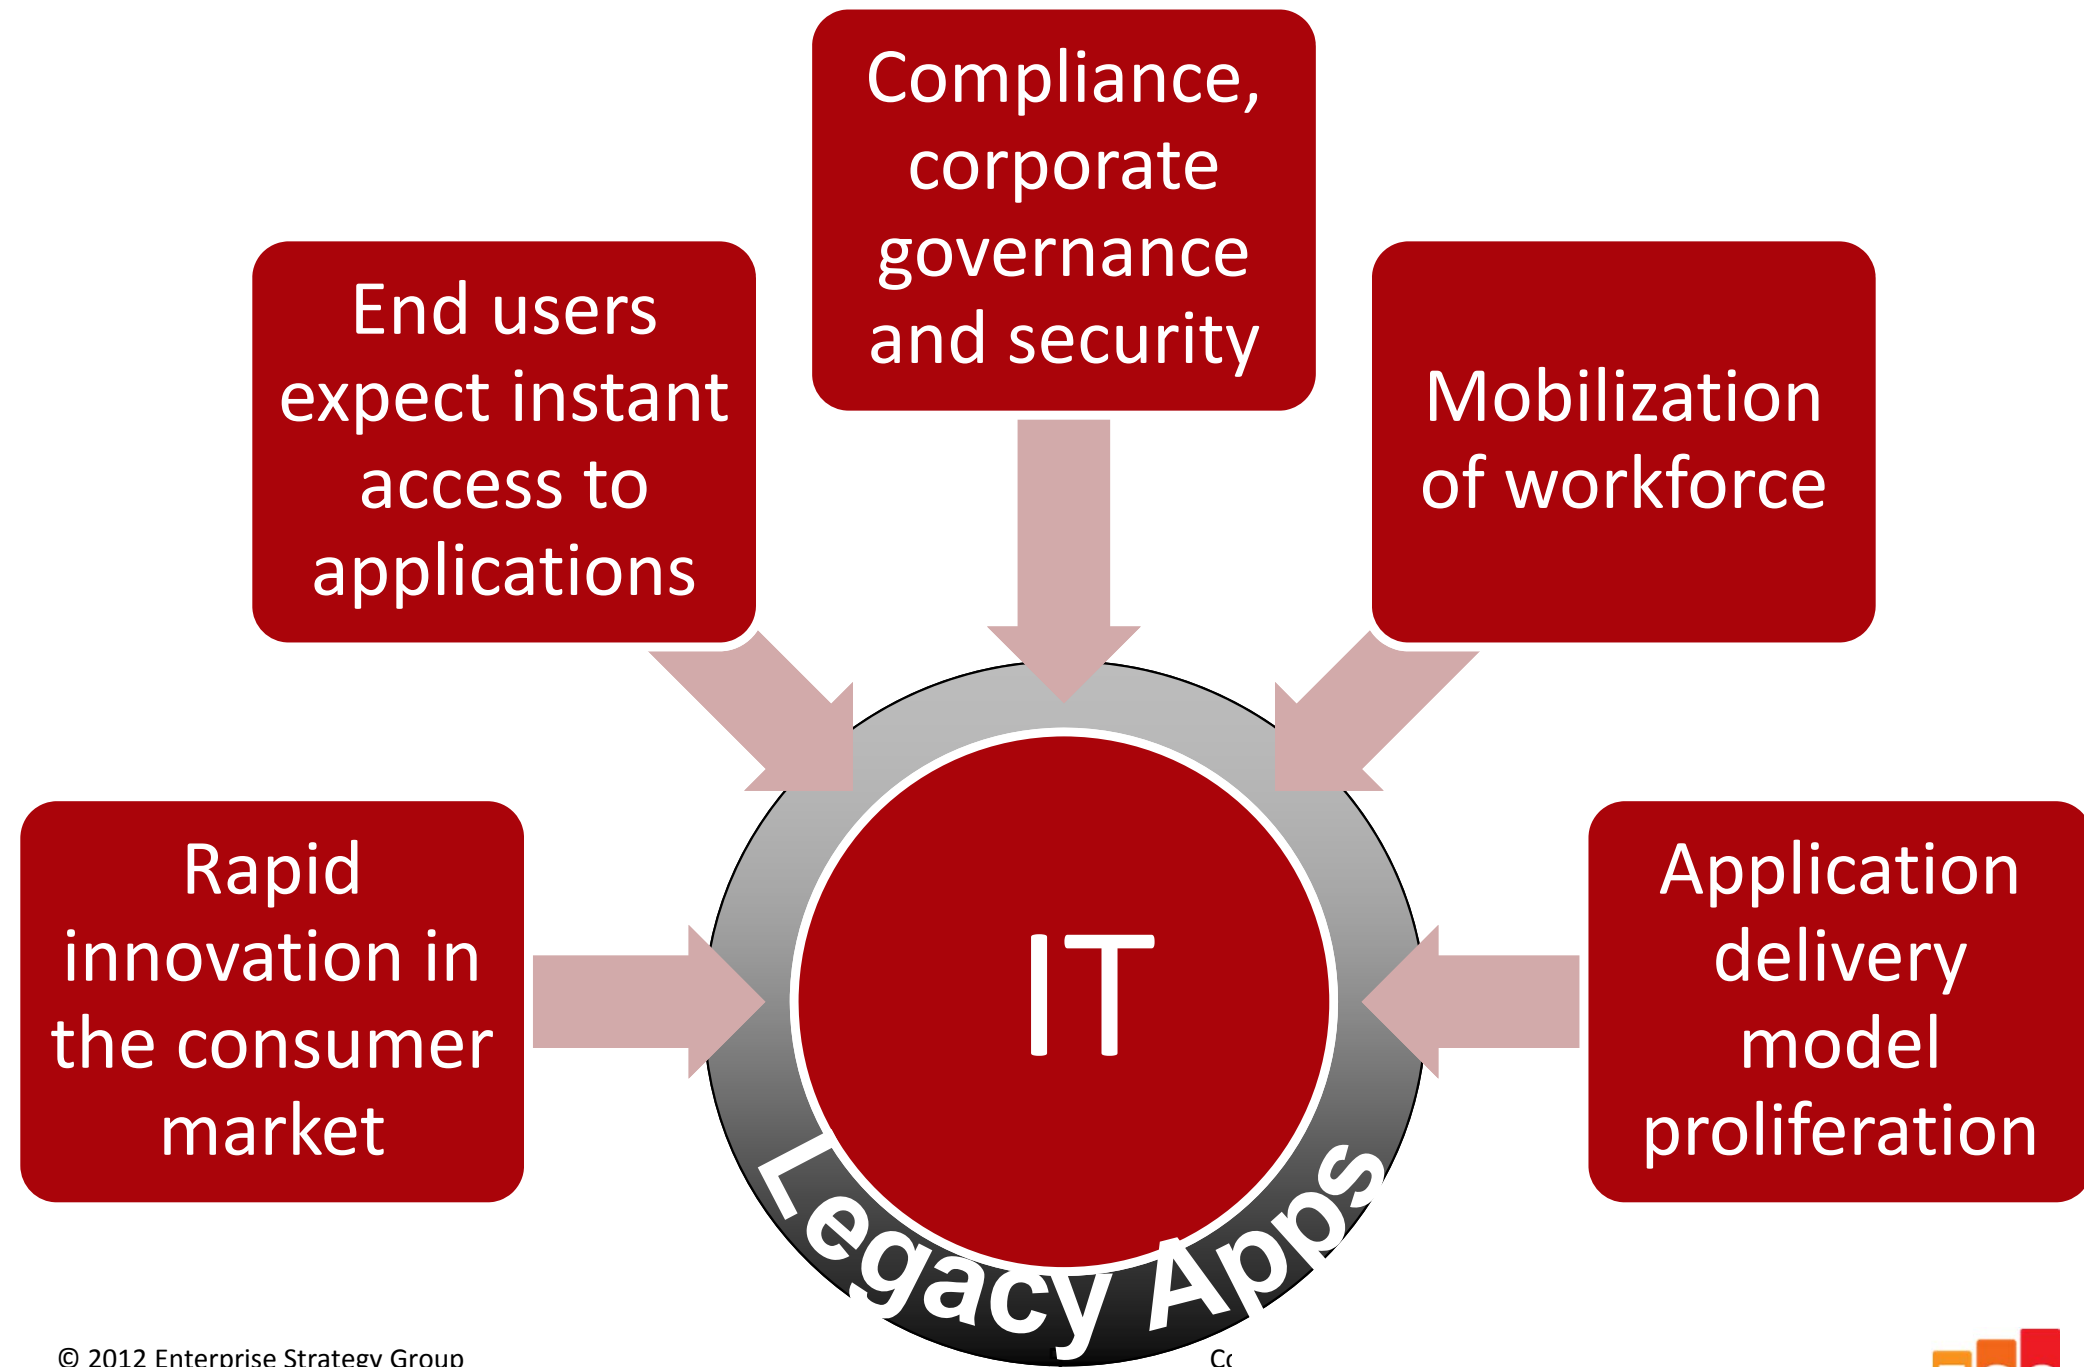 Compliance,
corporate
governance
and security
End users
expect instant
access to
applications
Mobilization
of workforce
Rapid
innovation in
the consumer
market
IT
Application
delivery
model
proliferation
Legacy Apps
© 2012 Enterprise Strategy Group